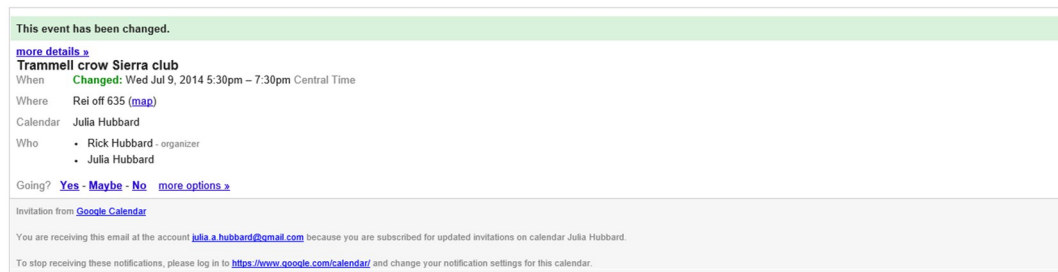 This event has been changed.
more details »
Trammell crow Sierra club
When Changed: Wed Jul 9, 2014 5:30pm – 7:30pm Central Time
Where Rei off 635 (map)
Calendar Julia Hubbard
Who • Rick Hubbard - organizer
• Julia Hubbard
Going? Yes - Maybe - No more options »
Invitation from Google Calendar
You are receiving this email at the account julia.a.hubbard@gmail.com because you are subscribed for updated invitations on calendar Julia Hubbard.
To stop receiving these notifications, please log in to https://www.google.com/calendar/ and change your notification settings for this calendar.